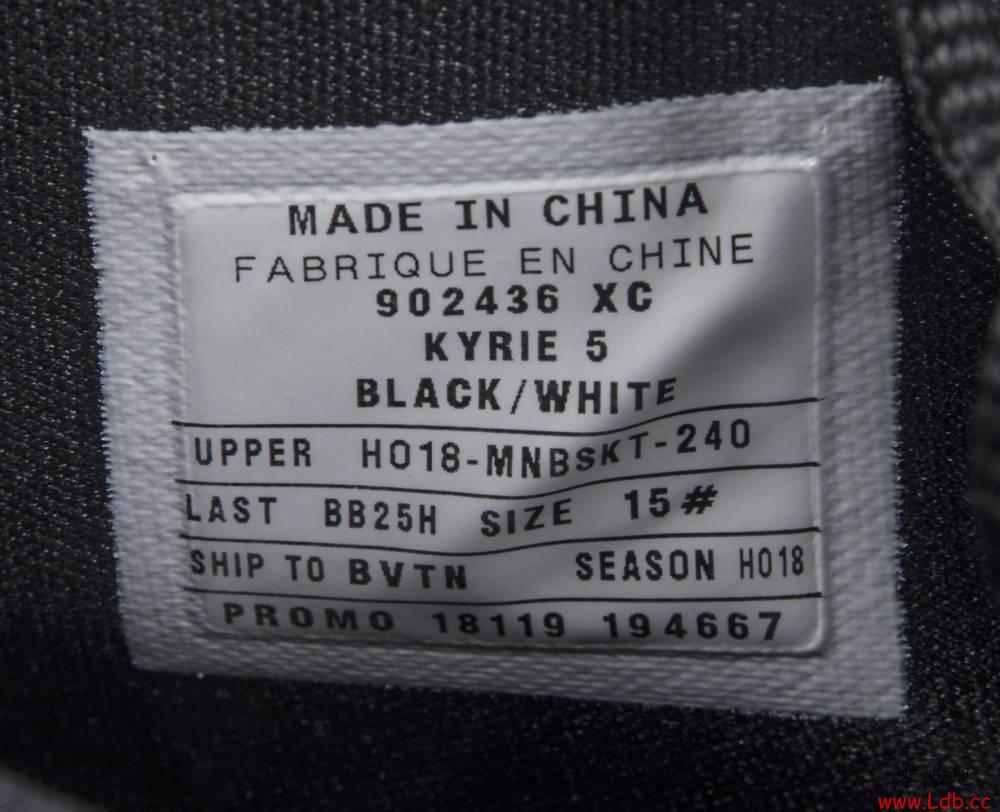 MADE IN CHINA
FABRIQUE EN CHINE
902436 XC
KYRIE 5
BLACK/WHITE
UPPER HO18-MNBSKT-240
LAST BB25H SIZE 15#
SHIP TO BVTN SEASON HO18
PROMO 18119 194667
www.Ldb.cc